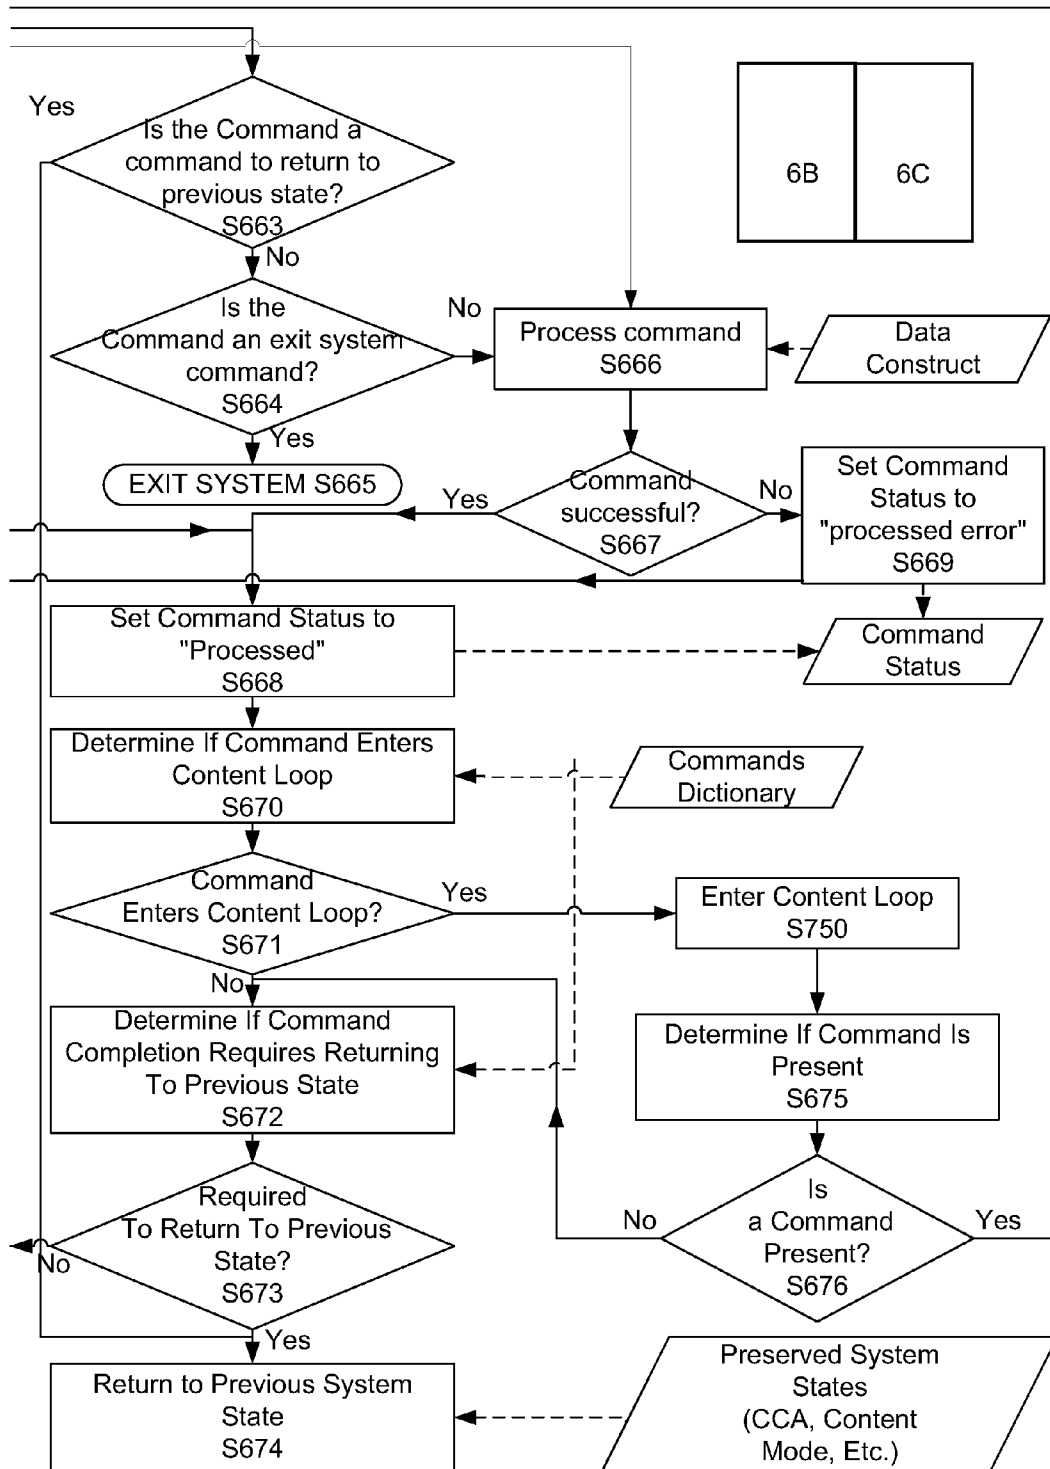 Yes
Is the Command a
command to return to
previous state?
S663
No
6B
6C
Is the
Command an exit system
command?
S664
No
Process command
S666
Data
Construct
Yes
EXIT SYSTEM S665
Yes
Command
successful?
S667
No
Set Command
Status to
"processed error"
S669
Set Command Status to
"Processed"
S668
Command
Status
Determine If Command Enters
Content Loop
S670
Commands
Dictionary
Command
Enters Content Loop?
S671
Yes
Enter Content Loop
S750
No
Determine If Command
Completion Requires Returning
To Previous State
S672
Determine If Command Is
Present
S675
Required
To Return To Previous
State?
S673
No
No
Is
a Command
Present?
S676
Yes
Yes
Return to Previous System
State
S674
Preserved System
States
(CCA, Content
Mode, Etc.)